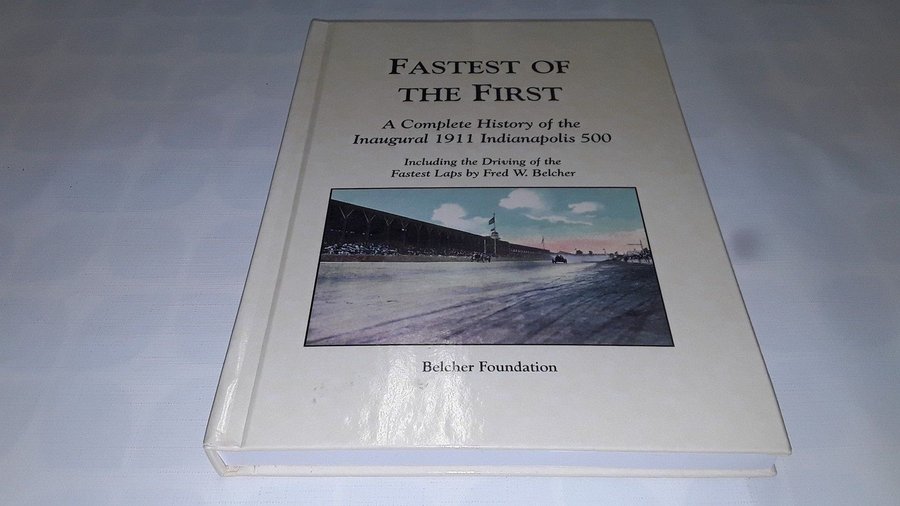 FASTEST OF
THE FIRST
A Complete History of the
Inaugural 1911 Indianapolis 500
Including the Driving of the
Fastest Laps by Fred W. Belcher
Belcher Foundation